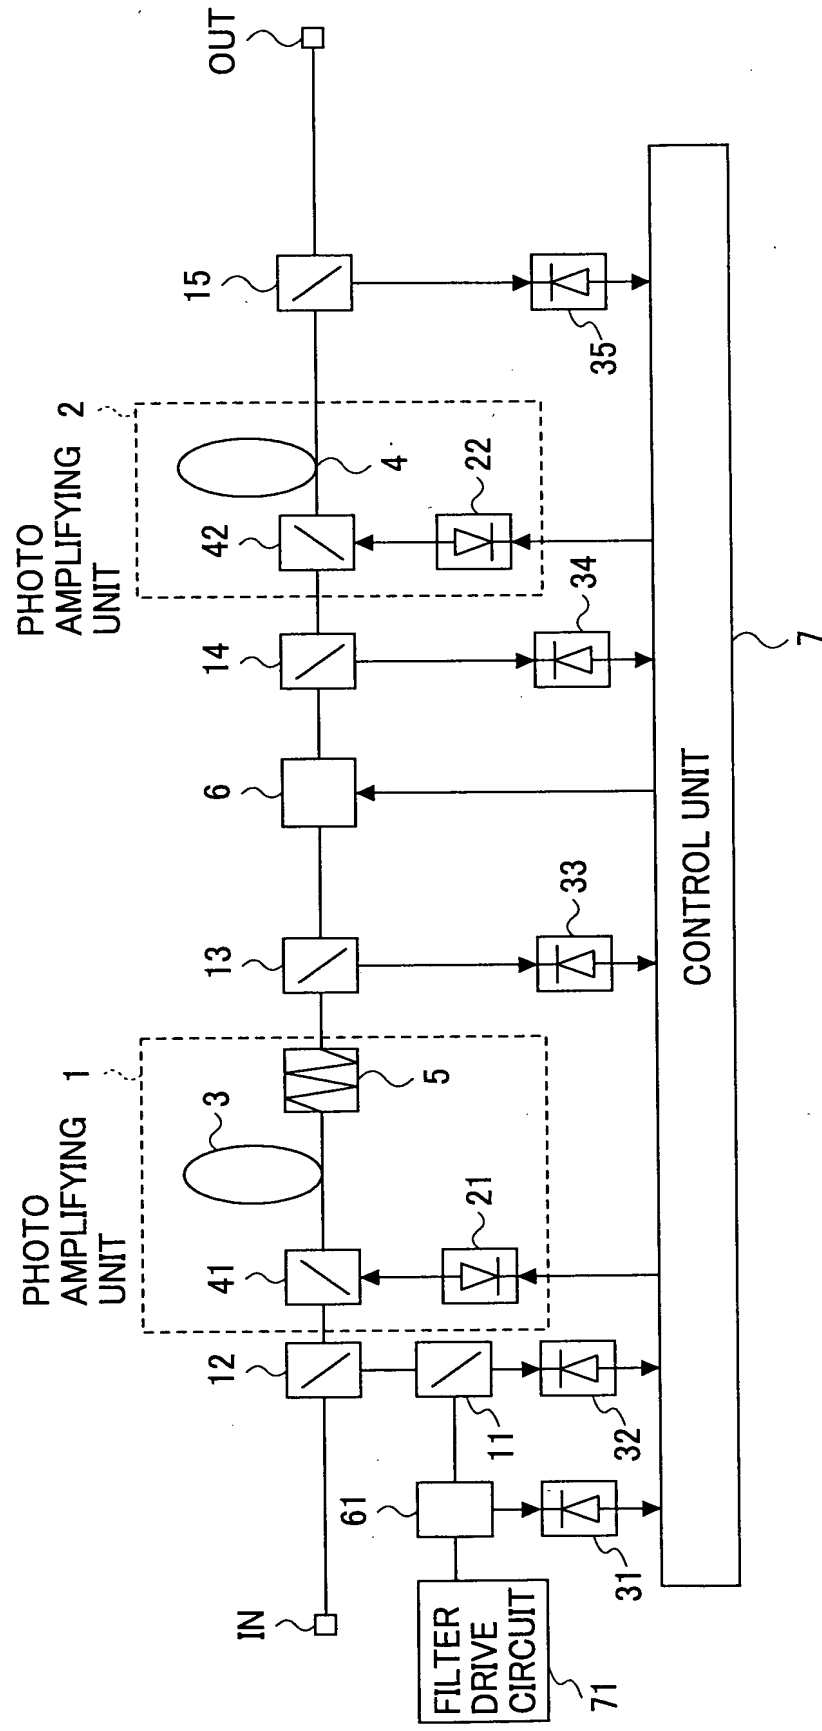 PHOTO
AMPLIFYING 1
UNIT
PHOTO
AMPLIFYING 2
UNIT
IN
12
41
3
5
13
6
14
42
4
15
OUT
61
11
21
22
FILTER
DRIVE
CIRCUIT
71
31
32
33
34
35
CONTROL UNIT
7